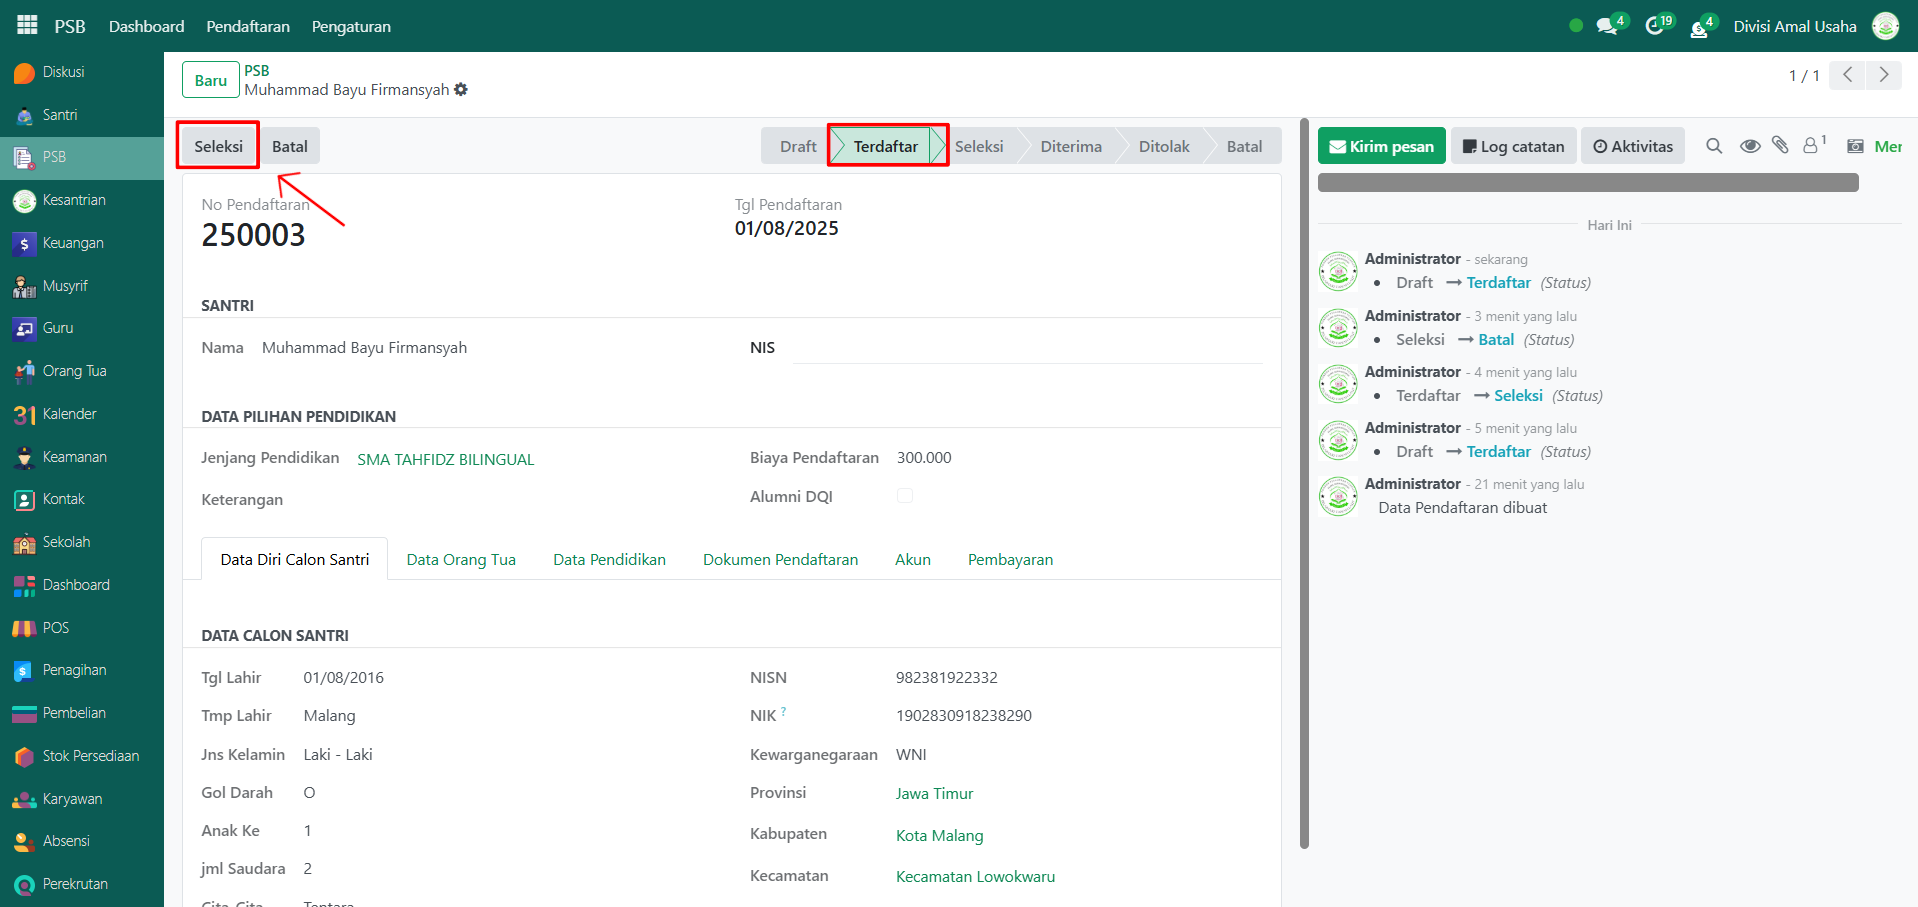 PSB Dashboard Pendaftaran Pengaturan 4 19 4 Divisi Amal Usaha
Diskusi
Santri
PSB
Kesantrian
Keuangan
Musyrif
Guru
Orang Tua
31 Kalender
Keamanan
Kontak
Sekolah
Dashboard
POS
Penagihan
Pembelian
Stok Persediaan
Karyawan
Absensi
Perekrutan
Baru
PSB
Muhammad Bayu Firmansyah
1 / 1
Seleksi Batal
Draft Terdaftar Seleksi Diterima Ditolak Batal
No Pendaftaran
250003
Tgl Pendaftaran
01/08/2025
SANTRI
Nama Muhammad Bayu Firmansyah
NIS
DATA PILIHAN PENDIDIKAN
Jenjang Pendidikan SMA TAHFIDZ BILINGUAL
Biaya Pendaftaran 300.000
Keterangan
Alumni DQI
Data Diri Calon Santri Data Orang Tua Data Pendidikan Dokumen Pendaftaran Akun Pembayaran
DATA CALON SANTRI
Tgl Lahir 01/08/2016
NISN 982381922332
Tmp Lahir Malang
NIK ? 1902830918238290
Jns Kelamin Laki - Laki
Kewarganegaraan WNI
Gol Darah O
Provinsi Jawa Timur
Anak Ke 1
Kabupaten Kota Malang
jml Saudara 2
Kecamatan Kecamatan Lowokwaru
Cita-Cita Tentara
Kirim pesan Log catatan Aktivitas 1 Mer
Hari Ini
Administrator - sekarang
• Draft → Terdaftar (Status)
Administrator - 3 menit yang lalu
• Seleksi → Batal (Status)
Administrator - 4 menit yang lalu
• Terdaftar → Seleksi (Status)
Administrator - 5 menit yang lalu
• Draft → Terdaftar (Status)
Administrator - 21 menit yang lalu
Data Pendaftaran dibuat